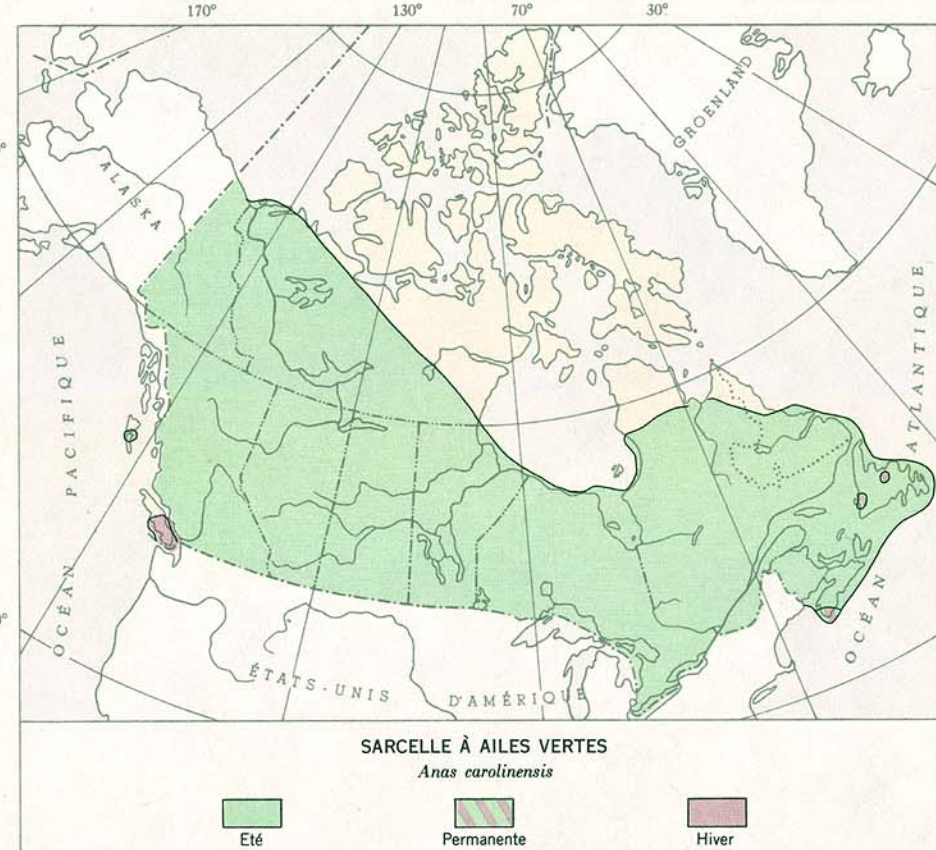 170° 130° 70° 30°
GROENLAND
ALASKA
OCÉAN PACIFIQUE
OCÉAN ATLANTIQUE
ÉTATS-UNIS D'AMÉRIQUE
SARCELLE À AILES VERTES
Anas carolinensis
Eté Permanente Hiver